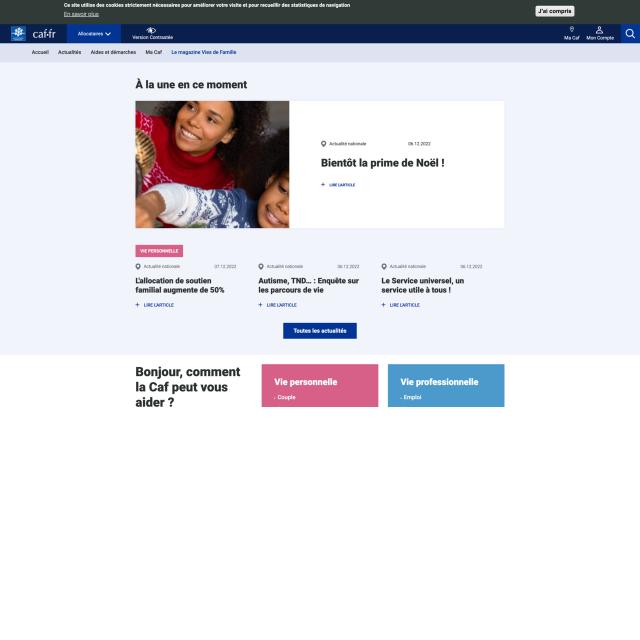 Ce site utilise des cookies strictement nécessaires pour améliorer votre visite et pour recueillir des statistiques de navigation
En savoir plus
J'ai compris
caf·fr
Allocataires
Version Contrastée
Ma Caf
Mon Compte
Accueil
Actualités
Aides et démarches
Ma Caf
Le magazine Vies de Famille
À la une en ce moment
Actualité nationale
06.12.2022
Bientôt la prime de Noël !
+ LIRE L'ARTICLE
VIE PERSONNELLE
Actualité nationale
07.12.2022
L'allocation de soutien
familial augmente de 50%
+ LIRE L'ARTICLE
Actualité nationale
06.12.2022
Autisme, TND... : Enquête sur
les parcours de vie
+ LIRE L'ARTICLE
Actualité nationale
06.12.2022
Le Service universel, un
service utile à tous !
+ LIRE L'ARTICLE
Toutes les actualités
Bonjour, comment
la Caf peut vous
aider ?
Vie personnelle
Couple
Vie professionnelle
Emploi